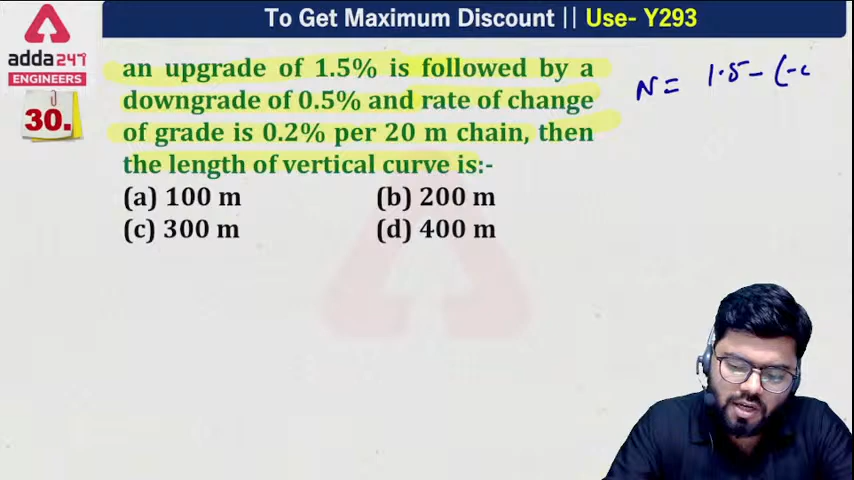 To Get Maximum Discount || Use- Y293
adda247
ENGINEERS
30.
an upgrade of 1.5% is followed by a
downgrade of 0.5% and rate of change
of grade is 0.2% per 20 m chain, then
the length of vertical curve is:-
(a) 100 m (b) 200 m
(c) 300 m (d) 400 m
N = 1.5 - (-